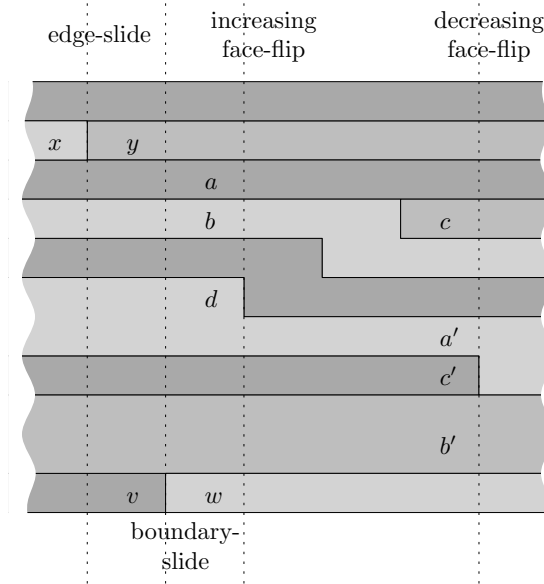 increasing decreasing
edge-slide
face-flip face-flip
x y
a
b c
d
a′
c′
b′
v w
boundary-
slide